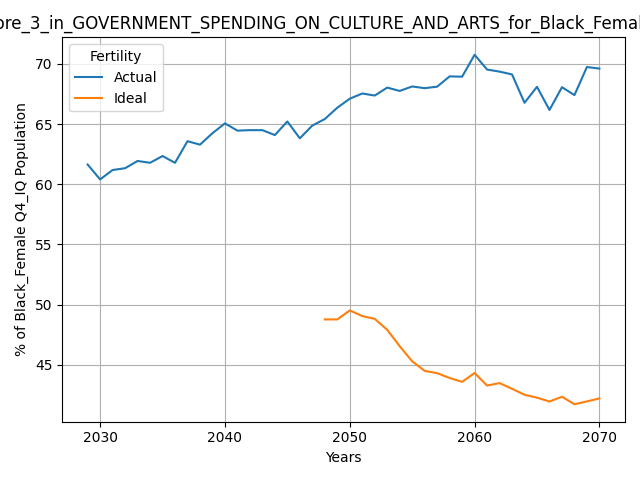 ore_3_in_GOVERNMENT_SPENDING_ON_CULTURE_AND_ARTS_for_Black_Femal
Fertility
Actual
Ideal
% of Black_Female Q4_IQ Population
70
65
60
55
50
45
2030 2040 2050 2060 2070
Years